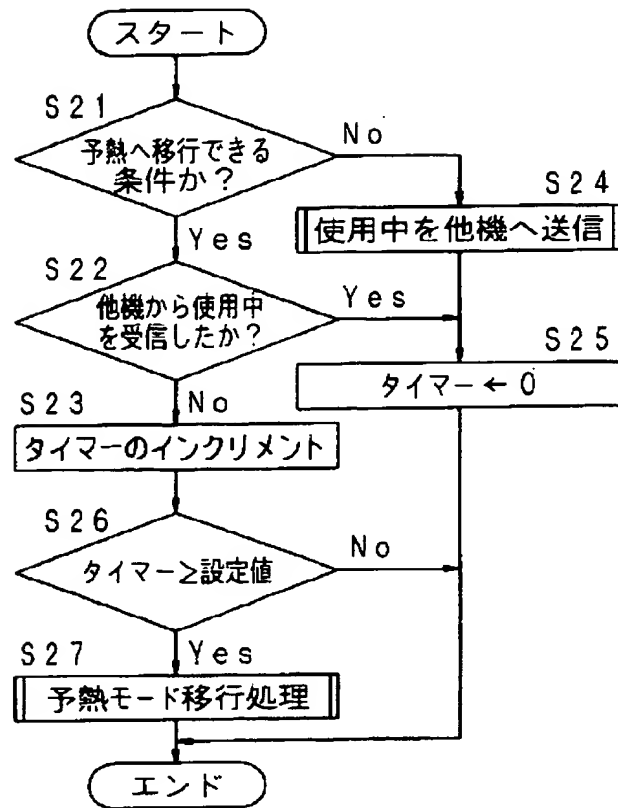 スタート
S21
予熱へ移行できる
条件か？
No
S24
使用中を他機へ送信
Yes
S22
他機から使用中
を受信したか？
Yes
S25
タイマー←0
No
S23
タイマーのインクリメント
S26
タイマー≥設定値
No
Yes
S27
予熱モード移行処理
エンド